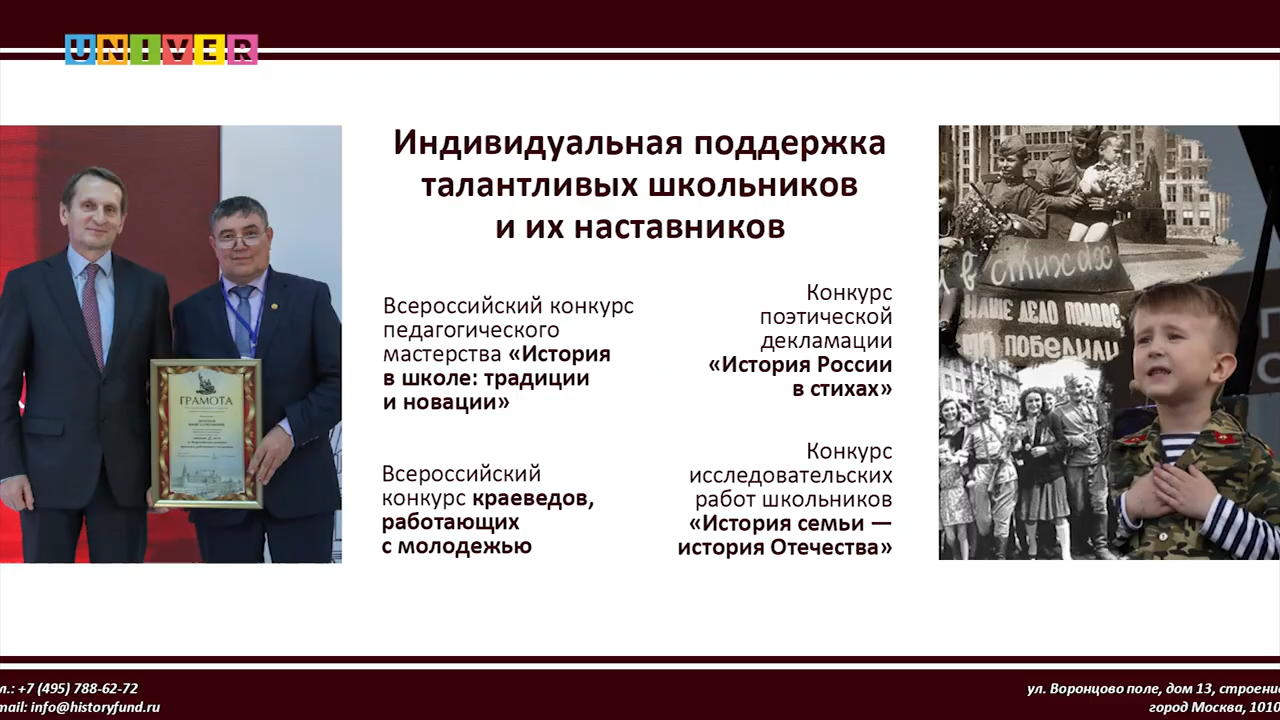 UNIVER
Индивидуальная поддержка
талантливых школьников
и их наставников
Всероссийский конкурс
педагогического
мастерства «История
в школе: традиции
и новации»
Конкурс
поэтической
декламации
«История России
в стихах»
Всероссийский
конкурс краеведов,
работающих
с молодежью
Конкурс
исследовательских
работ школьников
«История семьи —
история Отечества»
ГРАМОТА
в стихах
НАШЕ ДЕЛО ПРАВОЕ,
МЫ ПОБЕДИЛИ
л.: +7 (495) 788-62-72
mail: info@historyfund.ru
ул. Воронцово поле, дом 13, строение
город Москва, 1010